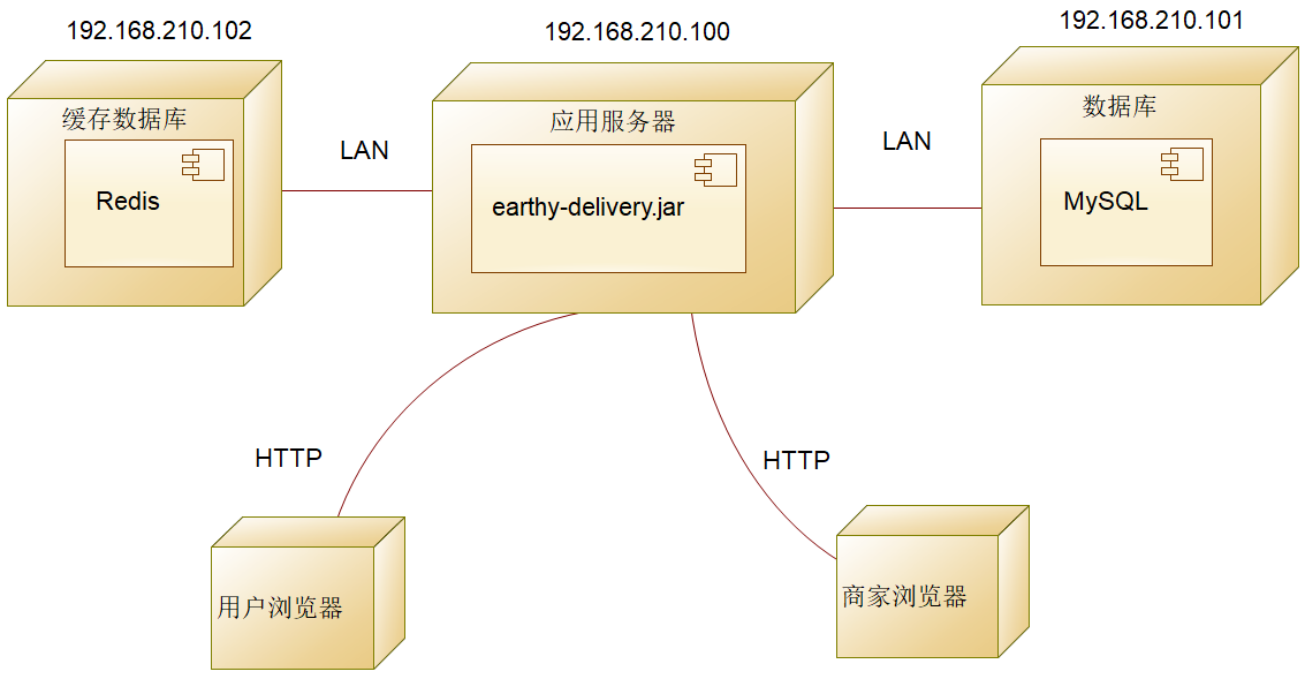 192.168.210.102
192.168.210.100
192.168.210.101
缓存数据库
应用服务器
数据库
LAN
LAN
Redis
earthy-delivery.jar
MySQL
HTTP
HTTP
用户浏览器
商家浏览器